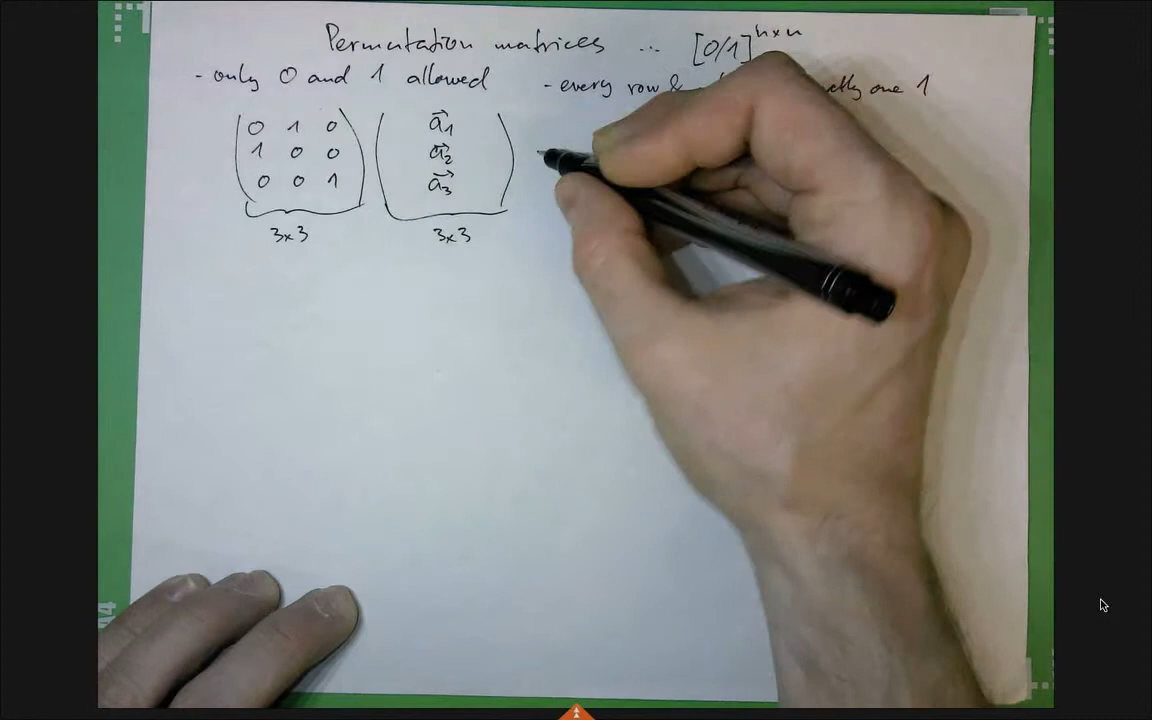 Permutation matrices ... [0/1]^{n×n}
- only 0 and 1 allowed - every row & one 1
( 0 1 0 ) ( a⃗1 )
1 0 0 a⃗2
0 0 1 a⃗3
3×3 3×3